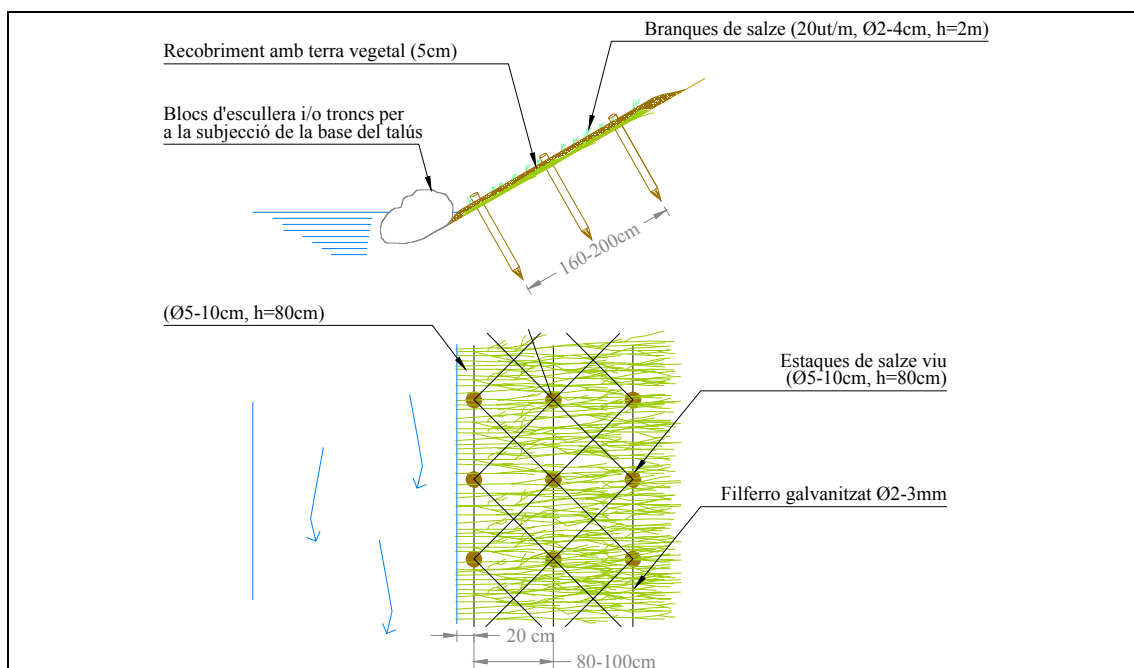 Branques de salze (20ut/m, Ø2-4cm, h=2m)
Recobriment amb terra vegetal (5cm)
Blocs d'escullera i/o troncs per
a la subjecció de la base del talús
160-200cm
(Ø5-10cm, h=80cm)
Estaques de salze viu
(Ø5-10cm, h=80cm)
Filferro galvanitzat Ø2-3mm
20 cm
80-100cm